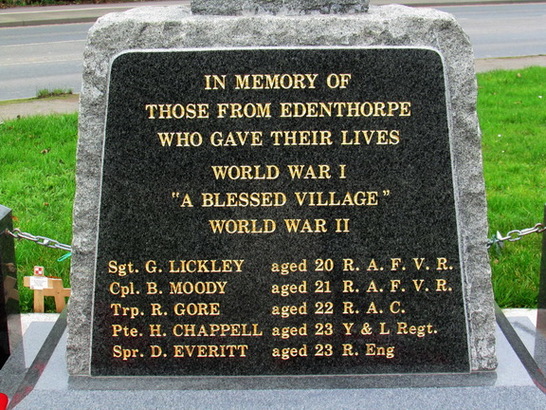 IN MEMORY OF
THOSE FROM EDENTHORPE
WHO GAVE THEIR LIVES
WORLD WAR I
"A BLESSED VILLAGE"
WORLD WAR II
Sgt. G. LICKLEY aged 20 R. A. F. V. R.
Cpl. B. MOODY aged 21 R. A. F. V. R.
Trp. R. GORE aged 22 R. A. C.
Pte. H. CHAPPELL aged 23 Y & L Regt.
Spr. D. EVERITT aged 23 R. Eng